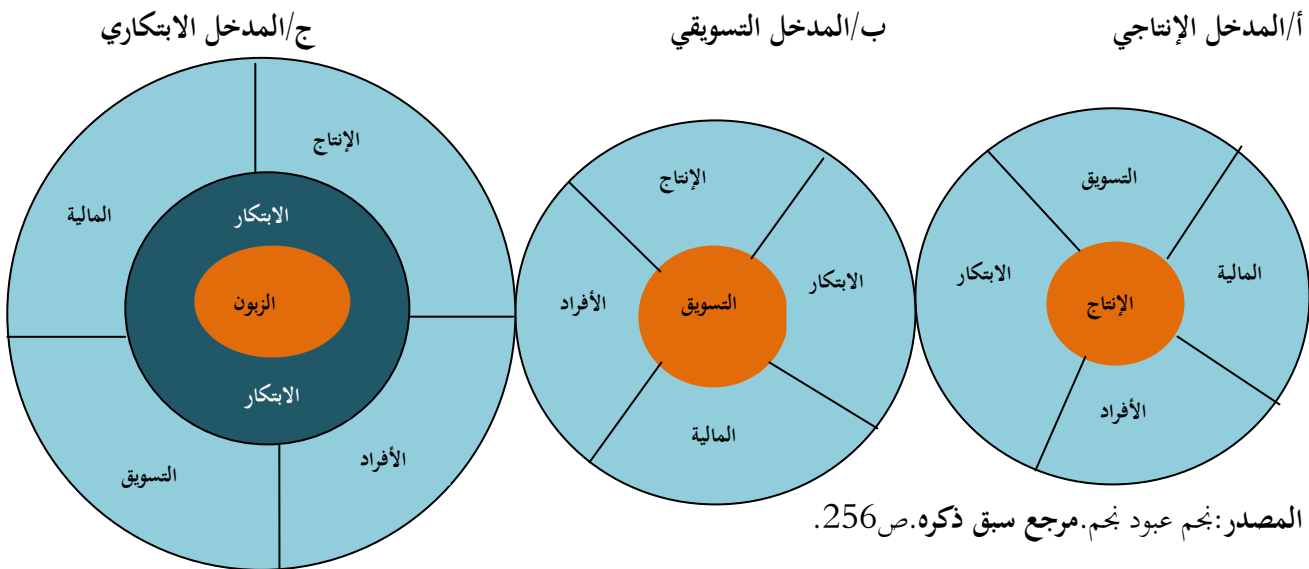 أ/المدخل الإنتاجي
ب/المدخل التسويقي
ج/المدخل الابتكاري
التسويق
المالية
الابتكار
الإنتاج
الأفراد
الإنتاج
الابتكار
الأفراد
التسويق
المالية
الإنتاج
المالية
الابتكار
الزبون
الابتكار
الأفراد
التسويق
المصدر:نجم عبود نجم.مرجع سبق ذكره.ص256.